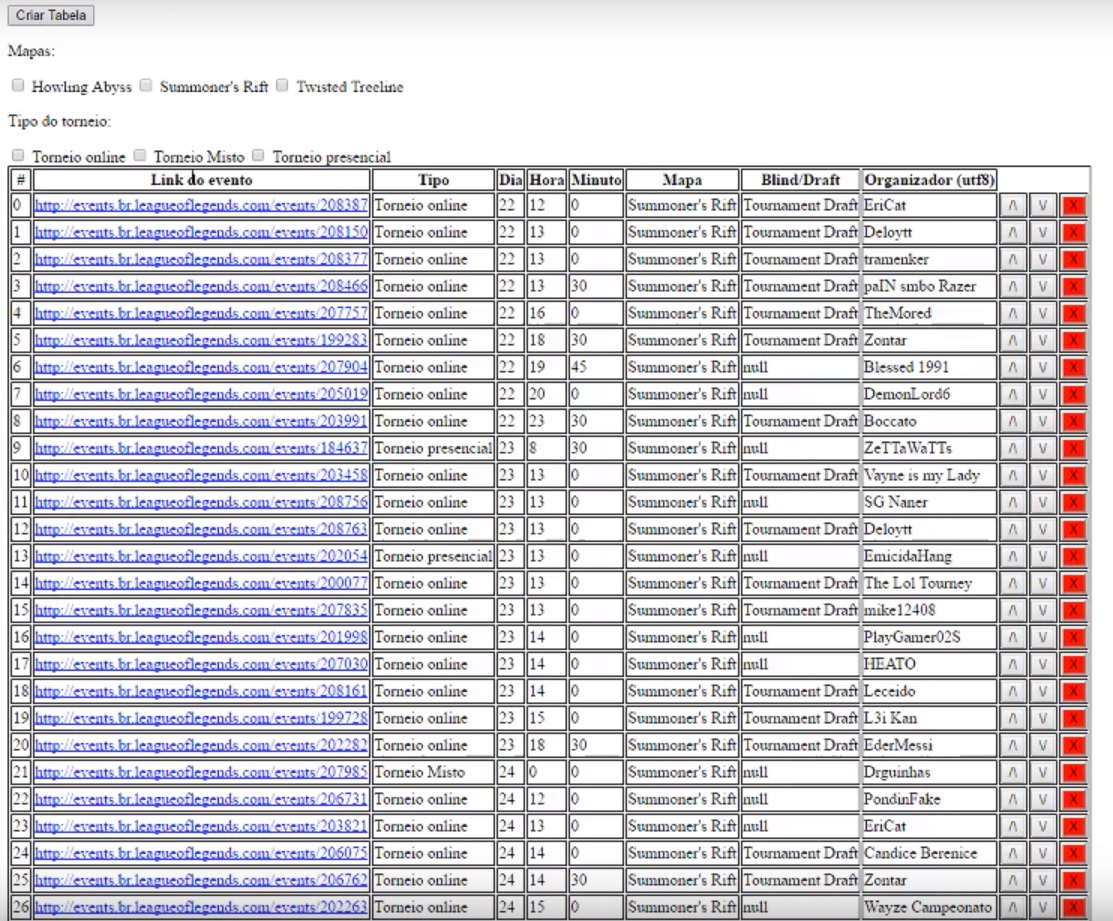 Criar Tabela
Mapas:
Howling Abyss Summoner's Rift Twisted Treeline
Tipo do torneio:
Torneio online Torneio Misto Torneio presencial
# Link do evento Tipo Dia Hora Minuto Mapa Blind/Draft Organizador (utf8)
0 http://events.br.leagueoflegends.com/events/208387 Torneio online 22 12 0 Summoner's Rift Tournament Draft EriCat /\ \/ X
1 http://events.br.leagueoflegends.com/events/208150 Torneio online 22 13 0 Summoner's Rift Tournament Draft Deloytt /\ \/ X
2 http://events.br.leagueoflegends.com/events/208377 Torneio online 22 13 0 Summoner's Rift Tournament Draft tramenker /\ \/ X
3 http://events.br.leagueoflegends.com/events/208466 Torneio online 22 13 30 Summoner's Rift Tournament Draft paIN smbo Razer /\ \/ X
4 http://events.br.leagueoflegends.com/events/207757 Torneio online 22 16 0 Summoner's Rift Tournament Draft TheMored /\ \/ X
5 http://events.br.leagueoflegends.com/events/199283 Torneio online 22 18 30 Summoner's Rift Tournament Draft Zontar /\ \/ X
6 http://events.br.leagueoflegends.com/events/207904 Torneio online 22 19 45 Summoner's Rift null Blessed 1991 /\ \/ X
7 http://events.br.leagueoflegends.com/events/205019 Torneio online 22 20 0 Summoner's Rift null DemonLord6 /\ \/ X
8 http://events.br.leagueoflegends.com/events/203991 Torneio online 22 23 30 Summoner's Rift Tournament Draft Boccato /\ \/ X
9 http://events.br.leagueoflegends.com/events/184637 Torneio presencial 23 8 30 Summoner's Rift null ZeTTaWaTTs /\ \/ X
10 http://events.br.leagueoflegends.com/events/203458 Torneio online 23 13 0 Summoner's Rift Tournament Draft Vayne is my Lady /\ \/ X
11 http://events.br.leagueoflegends.com/events/208756 Torneio online 23 13 0 Summoner's Rift null SG Naner /\ \/ X
12 http://events.br.leagueoflegends.com/events/208763 Torneio online 23 13 0 Summoner's Rift Tournament Draft Deloytt /\ \/ X
13 http://events.br.leagueoflegends.com/events/202054 Torneio presencial 23 13 0 Summoner's Rift null EmicidaHang /\ \/ X
14 http://events.br.leagueoflegends.com/events/200077 Torneio online 23 13 0 Summoner's Rift Tournament Draft The Lol Tourney /\ \/ X
15 http://events.br.leagueoflegends.com/events/207835 Torneio online 23 13 0 Summoner's Rift Tournament Draft mike12408 /\ \/ X
16 http://events.br.leagueoflegends.com/events/201998 Torneio online 23 14 0 Summoner's Rift null PlayGamer02S /\ \/ X
17 http://events.br.leagueoflegends.com/events/207030 Torneio online 23 14 0 Summoner's Rift null HEATO /\ \/ X
18 http://events.br.leagueoflegends.com/events/208161 Torneio online 23 14 0 Summoner's Rift Tournament Draft Leceido /\ \/ X
19 http://events.br.leagueoflegends.com/events/199728 Torneio online 23 15 0 Summoner's Rift Tournament Draft L3i Kan /\ \/ X
20 http://events.br.leagueoflegends.com/events/202282 Torneio online 23 18 30 Summoner's Rift Tournament Draft EderMessi /\ \/ X
21 http://events.br.leagueoflegends.com/events/207985 Torneio Misto 24 0 0 Summoner's Rift null Drguinhas /\ \/ X
22 http://events.br.leagueoflegends.com/events/206731 Torneio online 24 12 0 Summoner's Rift null PondinFake /\ \/ X
23 http://events.br.leagueoflegends.com/events/203821 Torneio online 24 13 0 Summoner's Rift null EriCat /\ \/ X
24 http://events.br.leagueoflegends.com/events/206075 Torneio online 24 14 0 Summoner's Rift Tournament Draft Candice Berenice /\ \/ X
25 http://events.br.leagueoflegends.com/events/206762 Torneio online 24 14 30 Summoner's Rift Tournament Draft Zontar /\ \/ X
26 http://events.br.leagueoflegends.com/events/202263 Torneio online 24 15 0 Summoner's Rift null Wayze Campeonato /\ \/ X